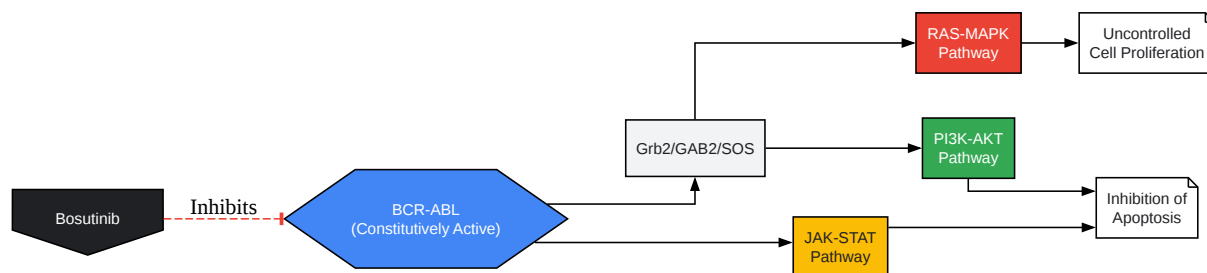 RAS-MAPK
Pathway
Uncontrolled
Cell Proliferation
Grb2/GAB2/SOS
PI3K-AKT
Pathway
Bosutinib
Inhibits
BCR-ABL
(Constitutively Active)
Inhibition of
Apoptosis
JAK-STAT
Pathway